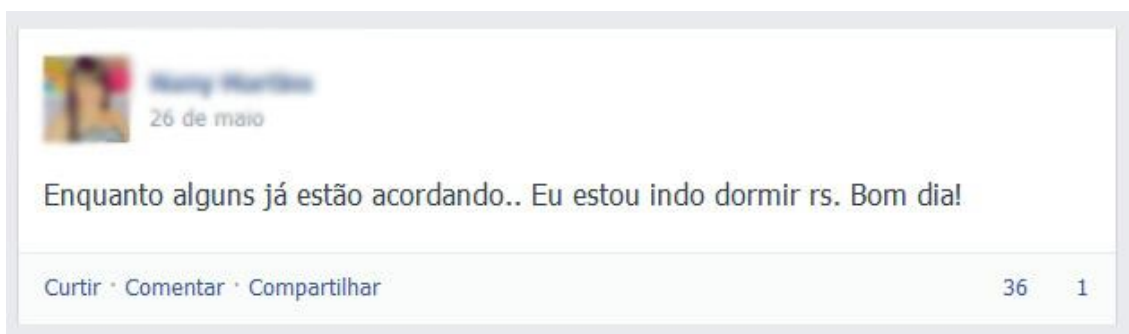 26 de maio
Enquanto alguns já estão acordando.. Eu estou indo dormir rs. Bom dia!
Curtir · Comentar · Compartilhar 36 1